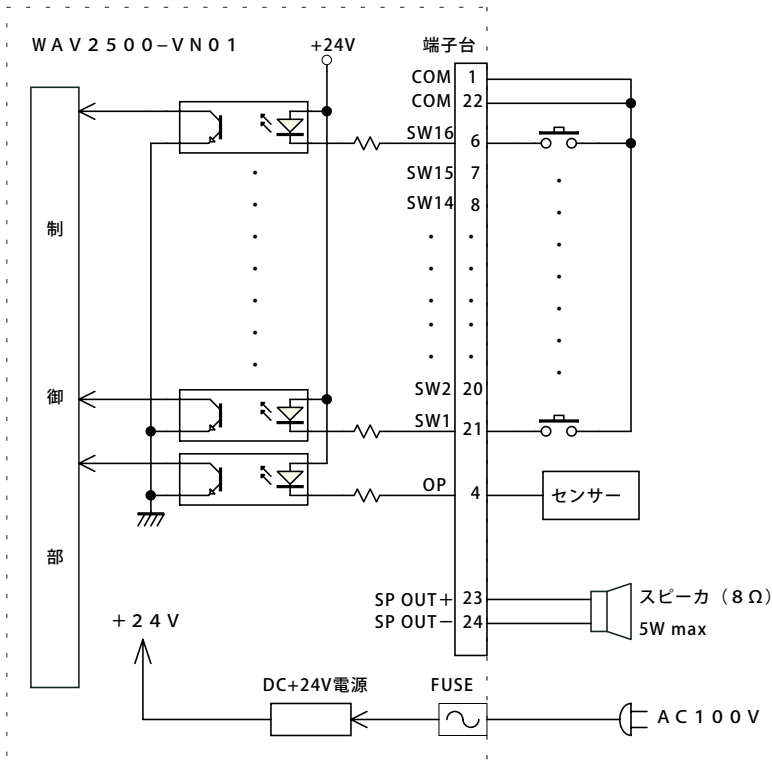 WAV2500−VN01
+24V
端子台
COM 1
COM 22
SW16 6
SW15 7
SW14 8
制
御
部
SW2 20
SW1 21
OP 4
センサー
SP OUT+ 23
SP OUT− 24
スピーカ（８Ω）
5W max
＋２４Ｖ
DC+24V電源
FUSE
ＡＣ１００Ｖ